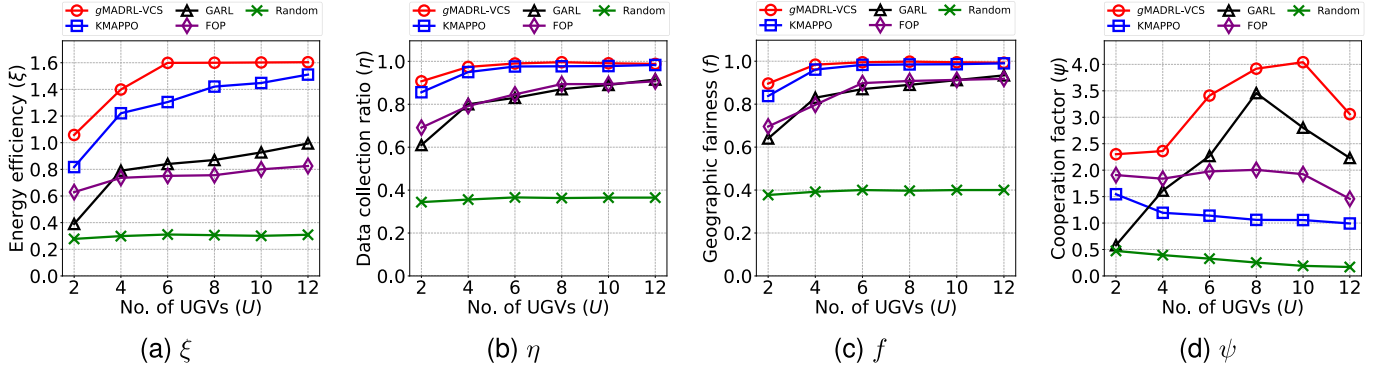 gMADRL-VCS GARL Random
KMAPPO FOP
Energy efficiency (ξ)
1.6
1.4
1.2
1.0
0.8
0.6
0.4
0.2
0.0
2 4 6 8 10 12
No. of UGVs (U)
(a) ξ
gMADRL-VCS GARL Random
KMAPPO FOP
Data collection ratio (η)
1.0
0.8
0.6
0.4
0.2
0.0
2 4 6 8 10 12
No. of UGVs (U)
(b) η
gMADRL-VCS GARL Random
KMAPPO FOP
Geographic fairness (f)
1.0
0.8
0.6
0.4
0.2
0.0
2 4 6 8 10 12
No. of UGVs (U)
(c) f
gMADRL-VCS GARL Random
KMAPPO FOP
Cooperation factor (ψ)
4.0
3.5
3.0
2.5
2.0
1.5
1.0
0.5
0.0
2 4 6 8 10 12
No. of UGVs (U)
(d) ψ